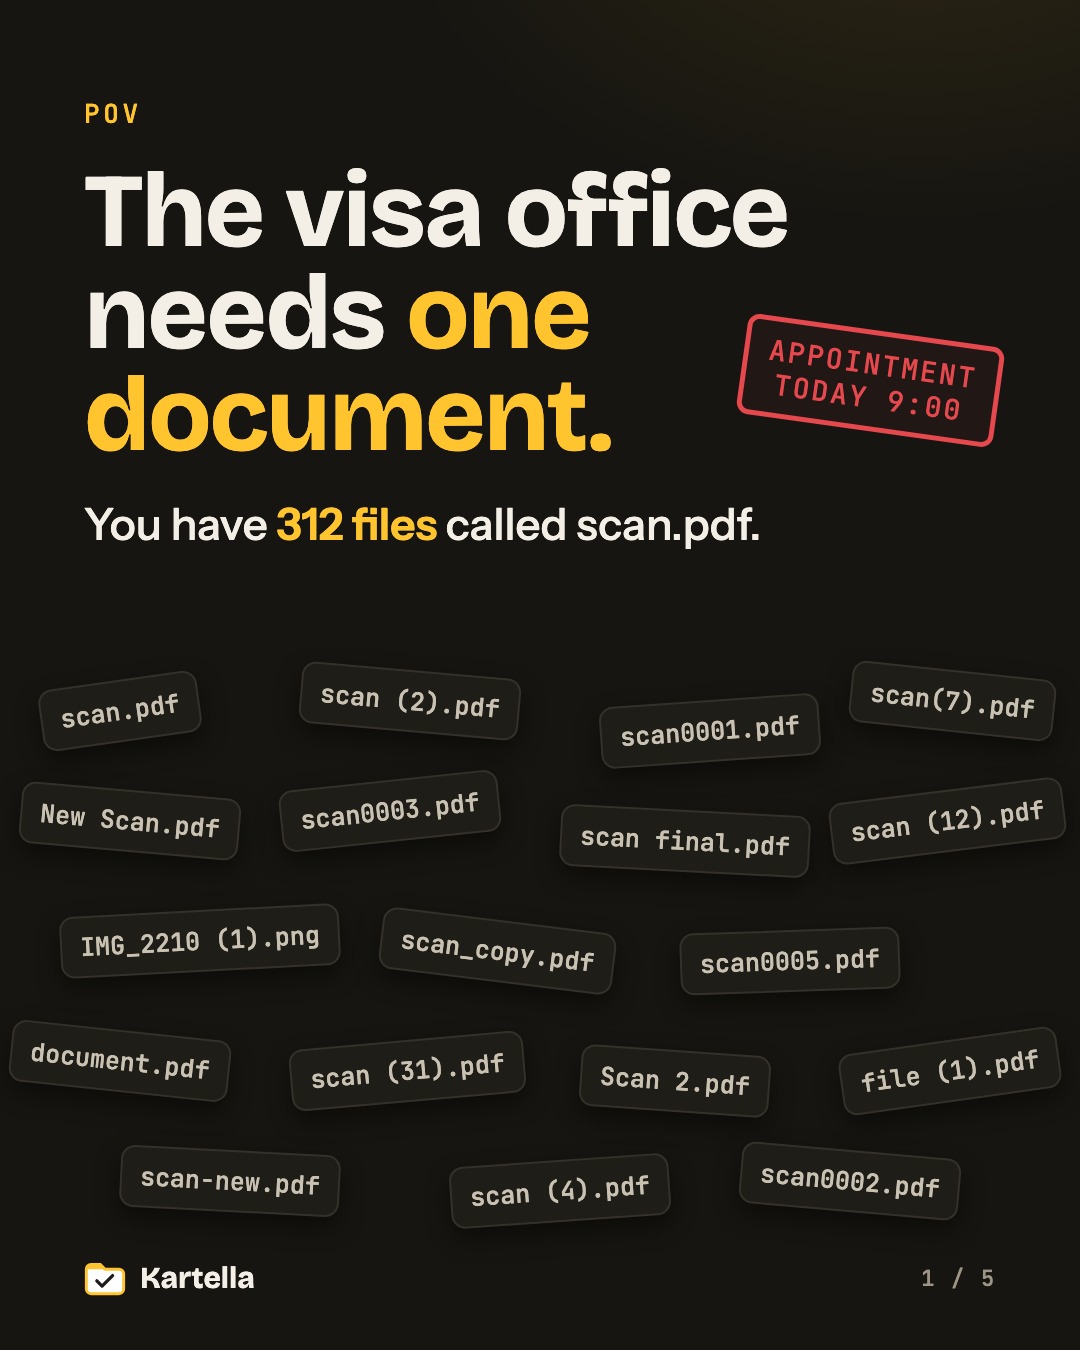 POV
The visa office
needs one
document.
APPOINTMENT
TODAY 9:00
You have 312 files called scan.pdf.
scan.pdf
scan (2).pdf
scan0001.pdf
scan(7).pdf
New Scan.pdf
scan0003.pdf
scan final.pdf
scan (12).pdf
IMG_2210 (1).png
scan_copy.pdf
scan0005.pdf
document.pdf
scan (31).pdf
Scan 2.pdf
file (1).pdf
scan-new.pdf
scan (4).pdf
scan0002.pdf
Kartella
1 / 5